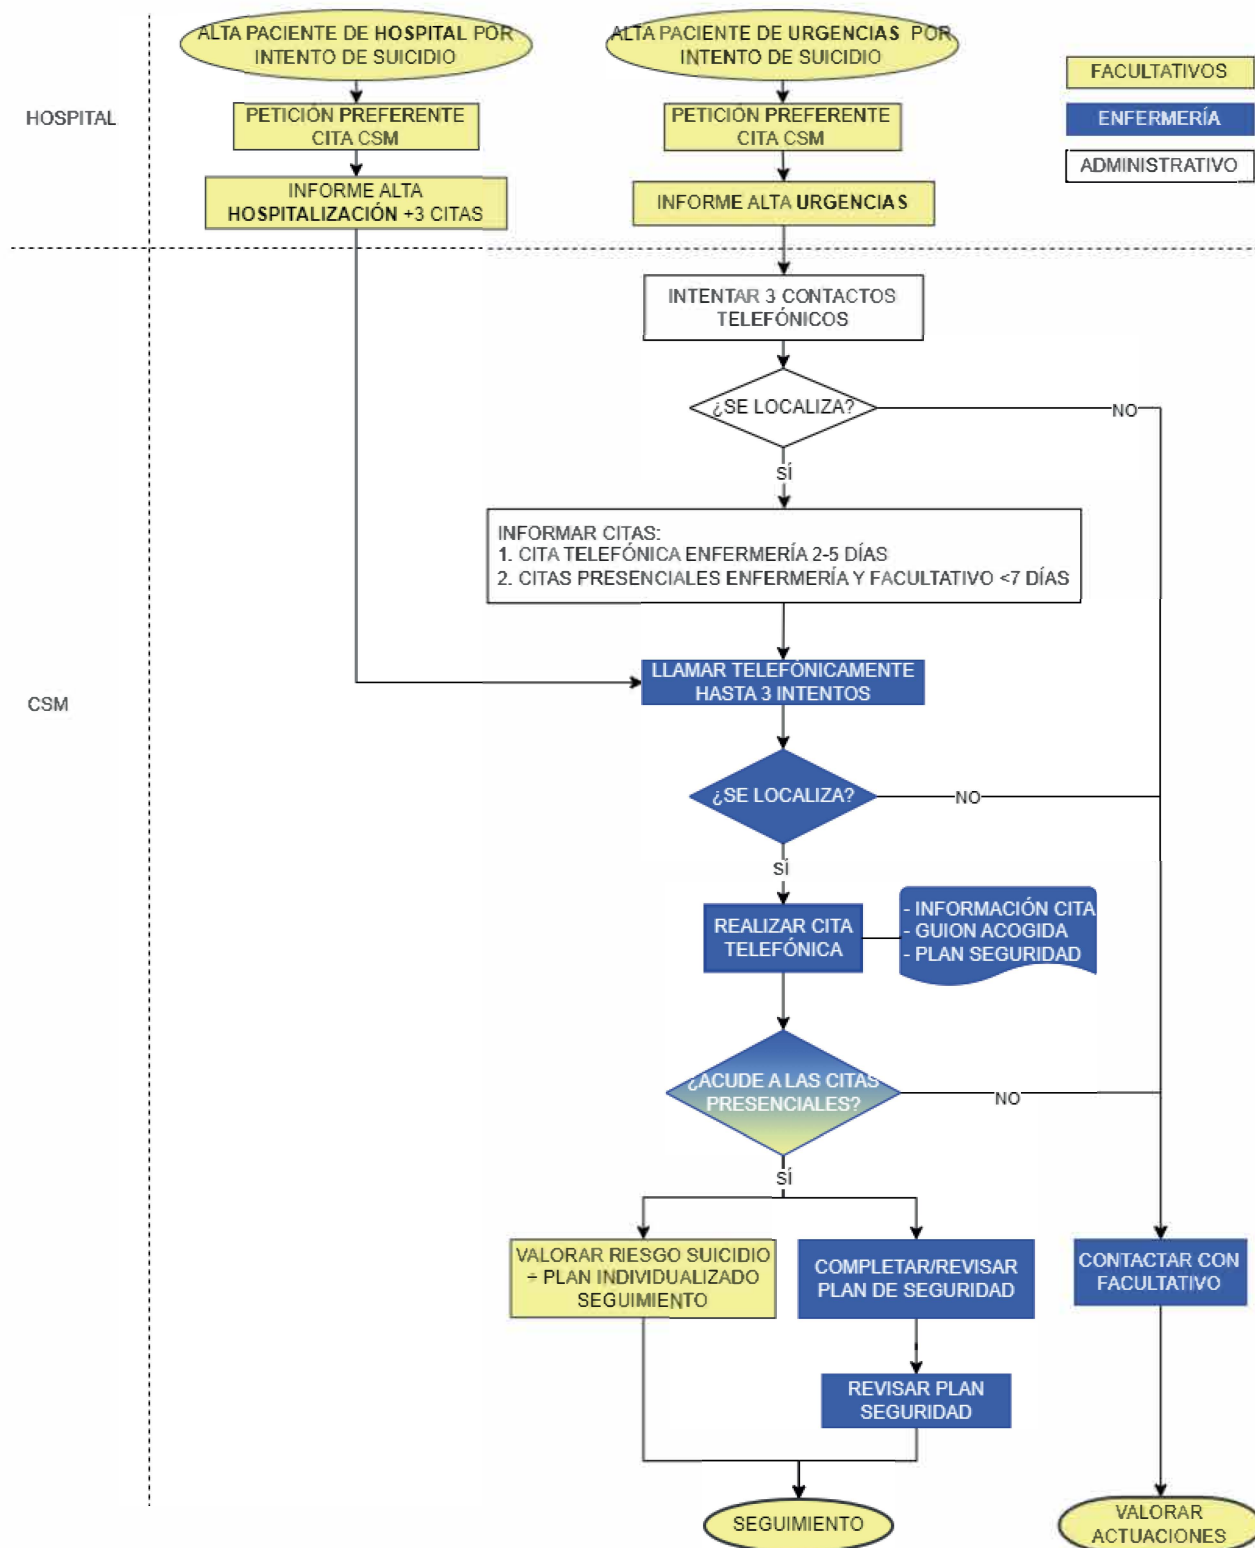 ALTA PACIENTE DE HOSPITAL POR
INTENTO DE SUICIDIO
ALTA PACIENTE DE URGENCIAS POR
INTENTO DE SUICIDIO
FACULTATIVOS
ENFERMERÍA
ADMINISTRATIVO
HOSPITAL
PETICIÓN PREFERENTE
CITA CSM
PETICIÓN PREFERENTE
CITA CSM
INFORME ALTA
HOSPITALIZACIÓN +3 CITAS
INFORME ALTA URGENCIAS
INTENTAR 3 CONTACTOS
TELEFÓNICOS
¿SE LOCALIZA?
NO
SÍ
INFORMAR CITAS:
1. CITA TELEFÓNICA ENFERMERÍA 2-5 DÍAS
2. CITAS PRESENCIALES ENFERMERÍA Y FACULTATIVO <7 DÍAS
CSM
LLAMAR TELEFÓNICAMENTE
HASTA 3 INTENTOS
¿SE LOCALIZA?
NO
SÍ
REALIZAR CITA
TELEFÓNICA
- INFORMACIÓN CITA
- GUION ACOGIDA
- PLAN SEGURIDAD
¿ACUDE A LAS CITAS
PRESENCIALES?
NO
SÍ
VALORAR RIESGO SUICIDIO
+ PLAN INDIVIDUALIZADO
SEGUIMIENTO
COMPLETAR/REVISAR
PLAN DE SEGURIDAD
CONTACTAR CON
FACULTATIVO
REVISAR PLAN
SEGURIDAD
SEGUIMIENTO
VALORAR
ACTUACIONES